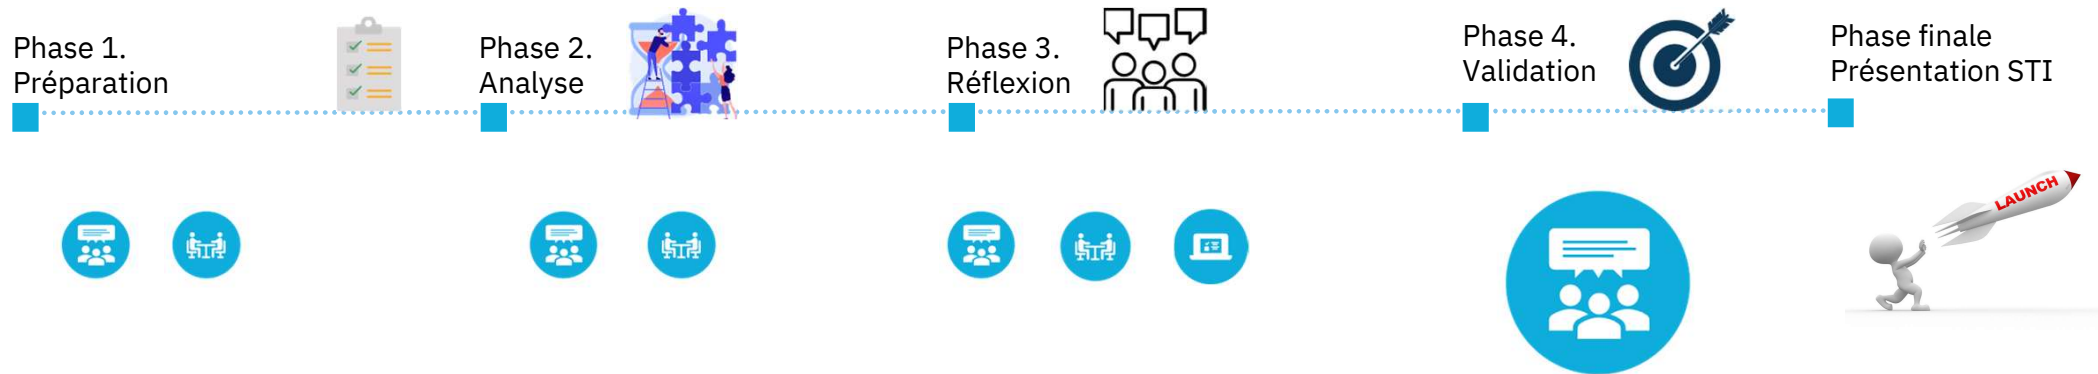 Phase 1.
Préparation
Phase 2.
Analyse
Phase 3.
Réflexion
Phase 4.
Validation
Phase finale
Présentation STI
LAUNCH